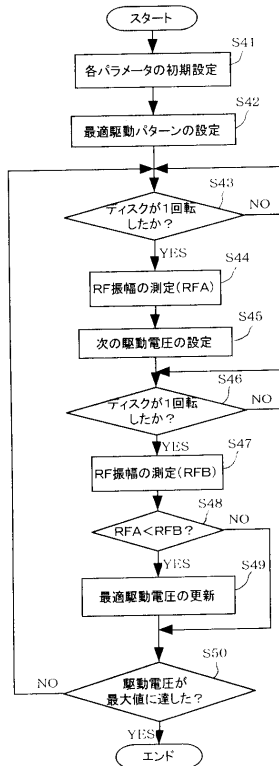 スタート
S41
各パラメータの初期設定
S42
最適駆動パターンの設定
S43
ディスクが1回転
したか？
NO
YES
S44
RF振幅の測定(RFA)
S45
次の駆動電圧の設定
S46
ディスクが1回転
したか？
NO
YES
S47
RF振幅の測定(RFB)
S48
RFA<RFB？
NO
YES
S49
最適駆動電圧の更新
S50
駆動電圧が
最大値に達した？
NO
YES
エンド